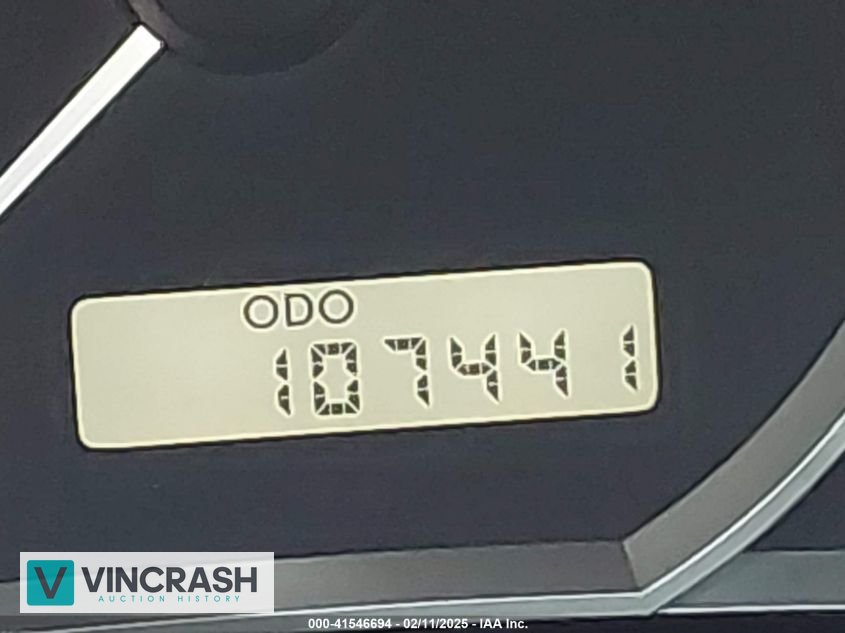 ODO
107441
VINCRASH
AUCTION HISTORY
000-41546694 - 02/11/2025 - IAA Inc.